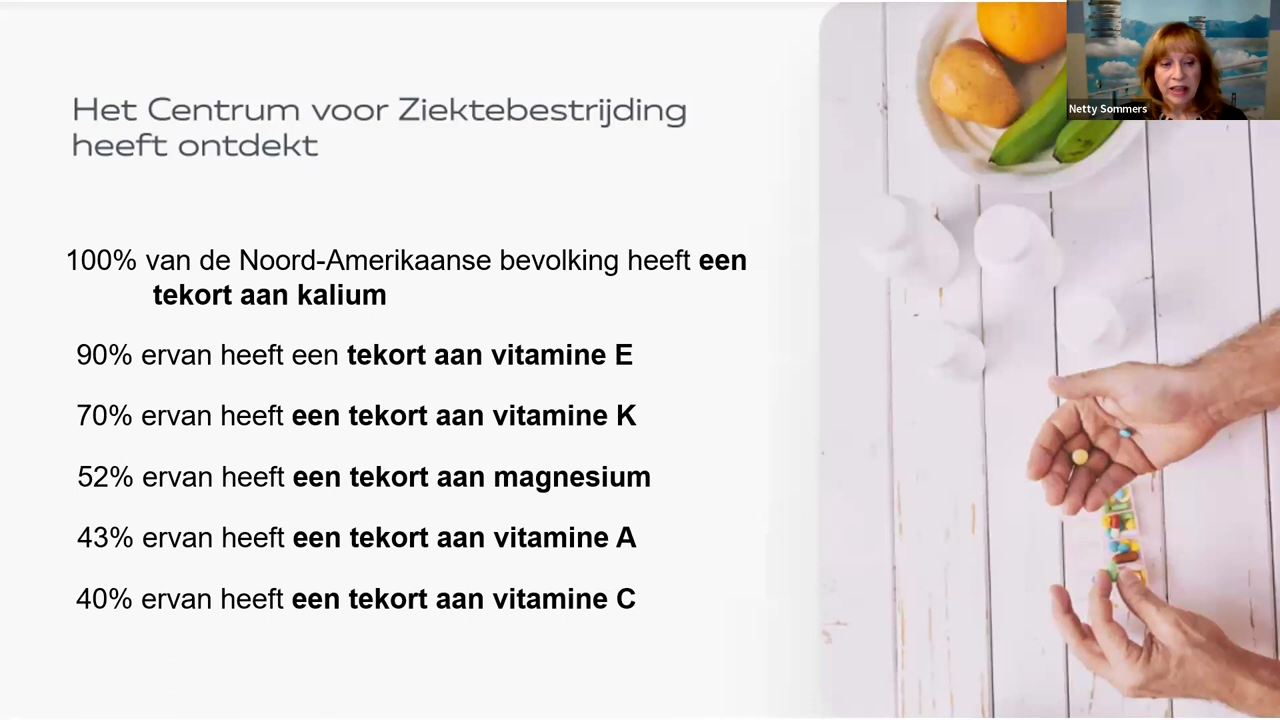 Het Centrum voor Ziektebestrijding
heeft ontdekt
100% van de Noord-Amerikaanse bevolking heeft een
tekort aan kalium
90% ervan heeft een tekort aan vitamine E
70% ervan heeft een tekort aan vitamine K
52% ervan heeft een tekort aan magnesium
43% ervan heeft een tekort aan vitamine A
40% ervan heeft een tekort aan vitamine C
Netty Sommers